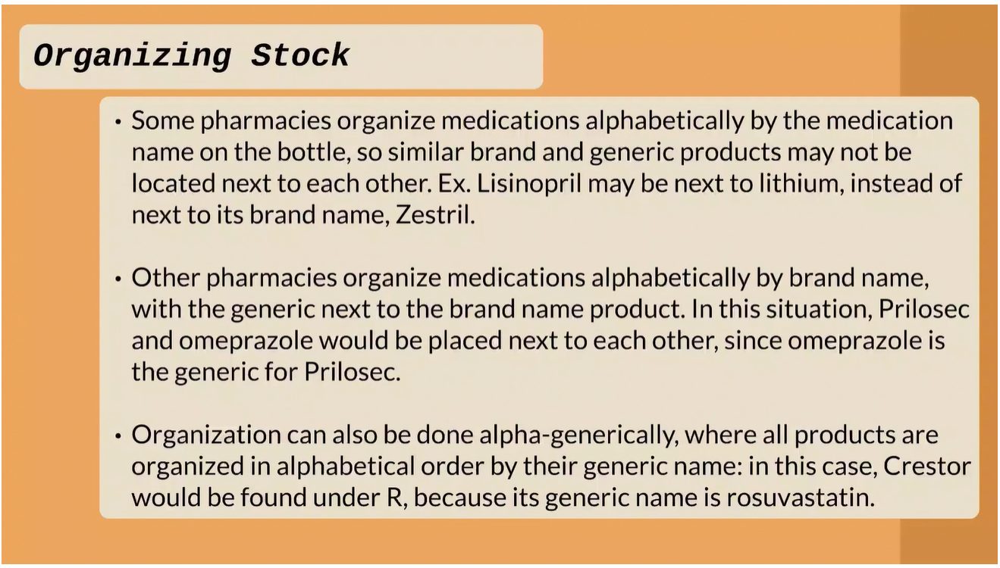 Organizing Stock
• Some pharmacies organize medications alphabetically by the medication
name on the bottle, so similar brand and generic products may not be
located next to each other. Ex. Lisinopril may be next to lithium, instead of
next to its brand name, Zestril.
• Other pharmacies organize medications alphabetically by brand name,
with the generic next to the brand name product. In this situation, Prilosec
and omeprazole would be placed next to each other, since omeprazole is
the generic for Prilosec.
• Organization can also be done alpha-generically, where all products are
organized in alphabetical order by their generic name: in this case, Crestor
would be found under R, because its generic name is rosuvastatin.